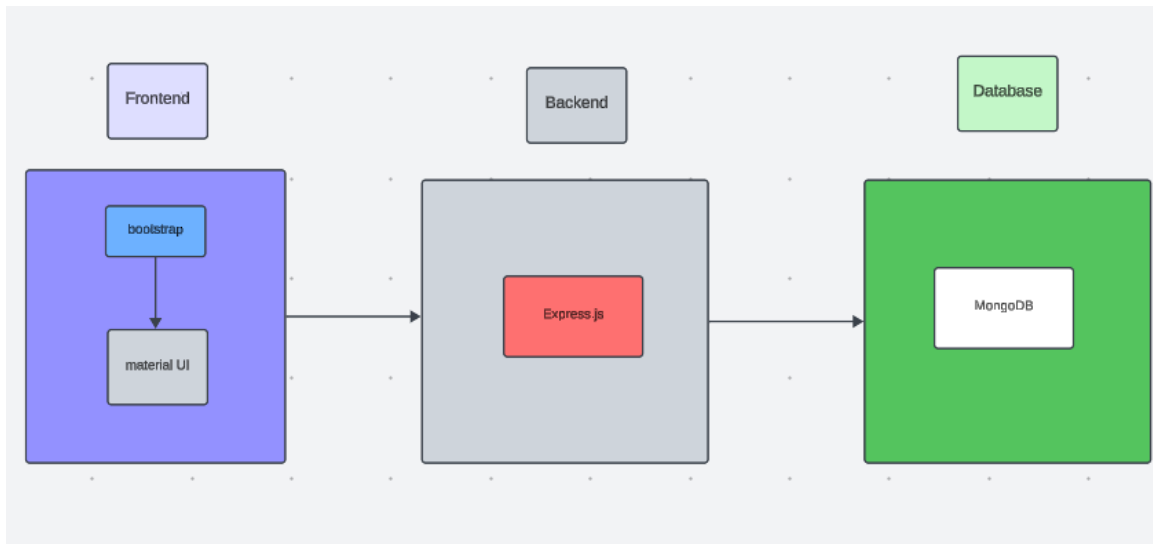 Frontend
Backend
Database
bootstrap
material UI
Express.js
MongoDB